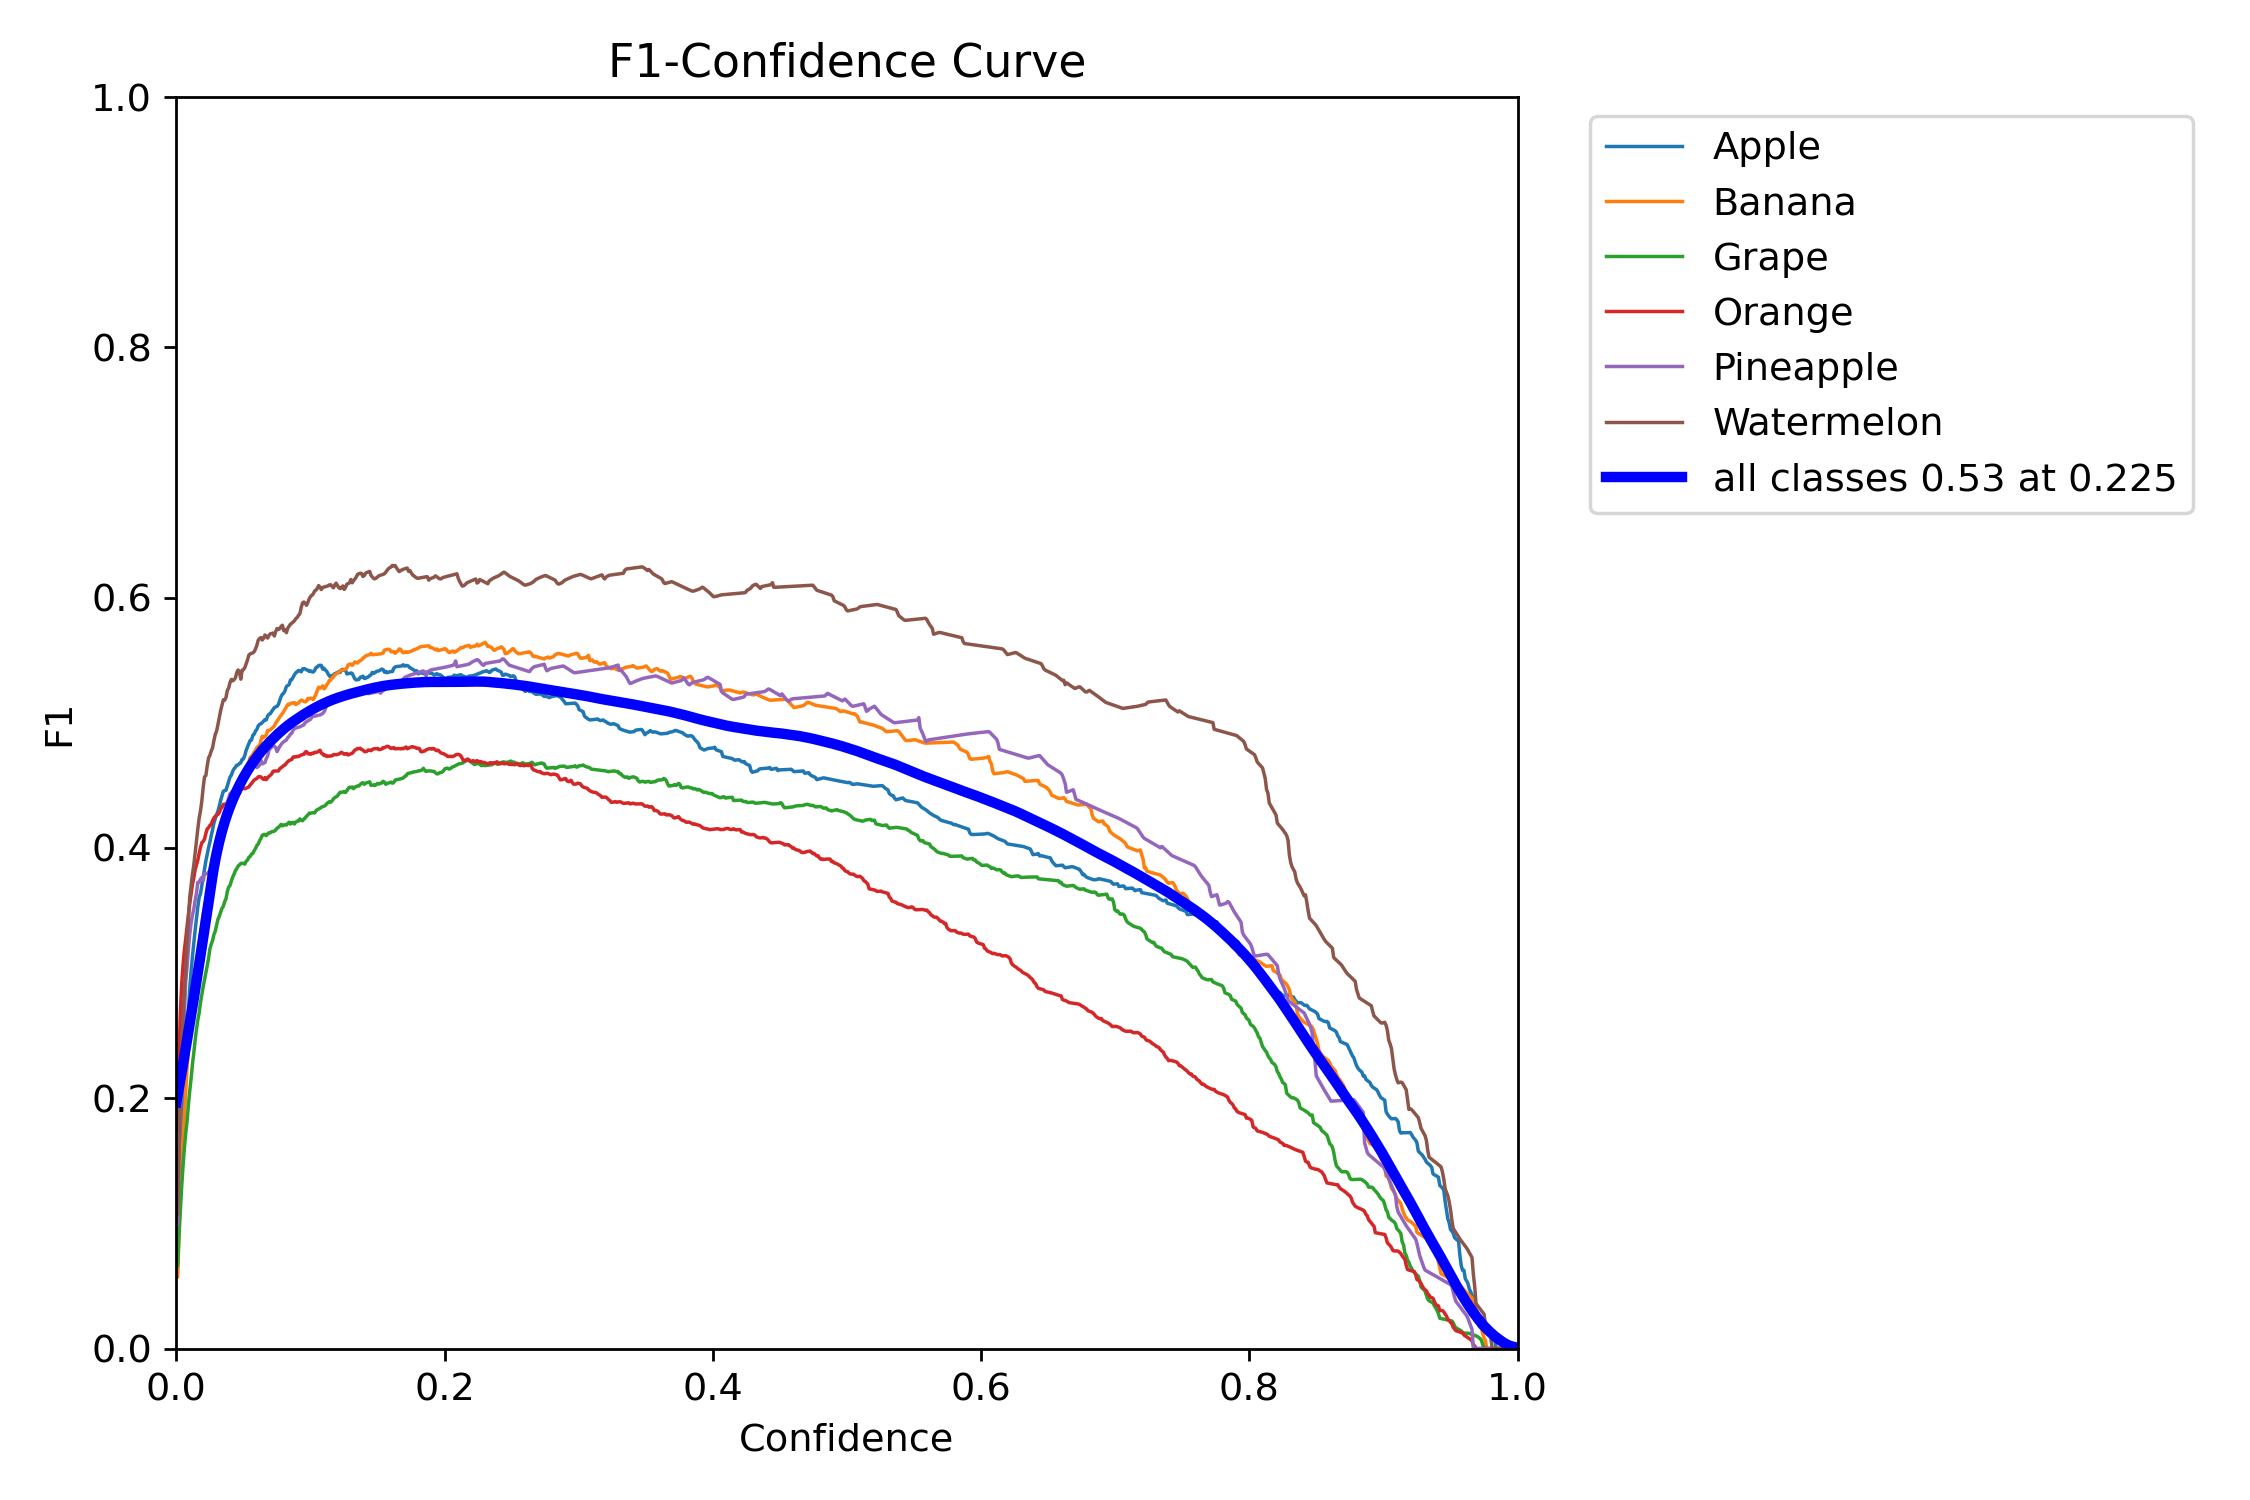 F1-Confidence Curve
1.0
0.8
0.6
0.4
0.2
0.0
F1
0.0 0.2 0.4 0.6 0.8 1.0
Confidence
Apple
Banana
Grape
Orange
Pineapple
Watermelon
all classes 0.53 at 0.225